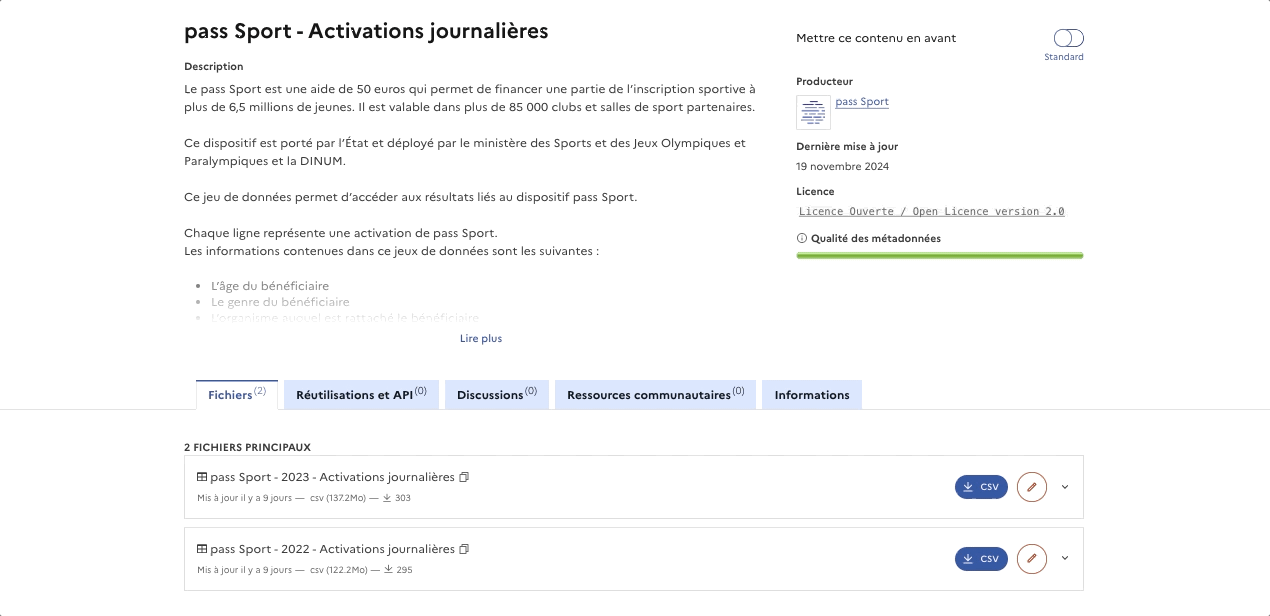 pass Sport - Activations journalières
Description
Le pass Sport est une aide de 50 euros qui permet de financer une partie de l’inscription sportive à
plus de 6,5 millions de jeunes. Il est valable dans plus de 85 000 clubs et salles de sport partenaires.
Ce dispositif est porté par l’État et déployé par le ministère des Sports et des Jeux Olympiques et
Paralympiques et la DINUM.
Ce jeu de données permet d’accéder aux résultats liés au dispositif pass Sport.
Chaque ligne représente une activation de pass Sport.
Les informations contenues dans ce jeux de données sont les suivantes :
• L’âge du bénéficiaire
• Le genre du bénéficiaire
• L’organisme auquel est rattaché le bénéficiaire
Lire plus
Mettre ce contenu en avant
Standard
Producteur
pass Sport
Dernière mise à jour
19 novembre 2024
Licence
Licence Ouverte / Open Licence version 2.0
Qualité des métadonnées
Fichiers (2)
Réutilisations et API (0)
Discussions (0)
Ressources communautaires (0)
Informations
2 FICHIERS PRINCIPAUX
pass Sport - 2023 - Activations journalières
Mis à jour il y a 9 jours — csv (137.2Mo) — 303
CSV
pass Sport - 2022 - Activations journalières
Mis à jour il y a 9 jours — csv (122.2Mo) — 295
CSV